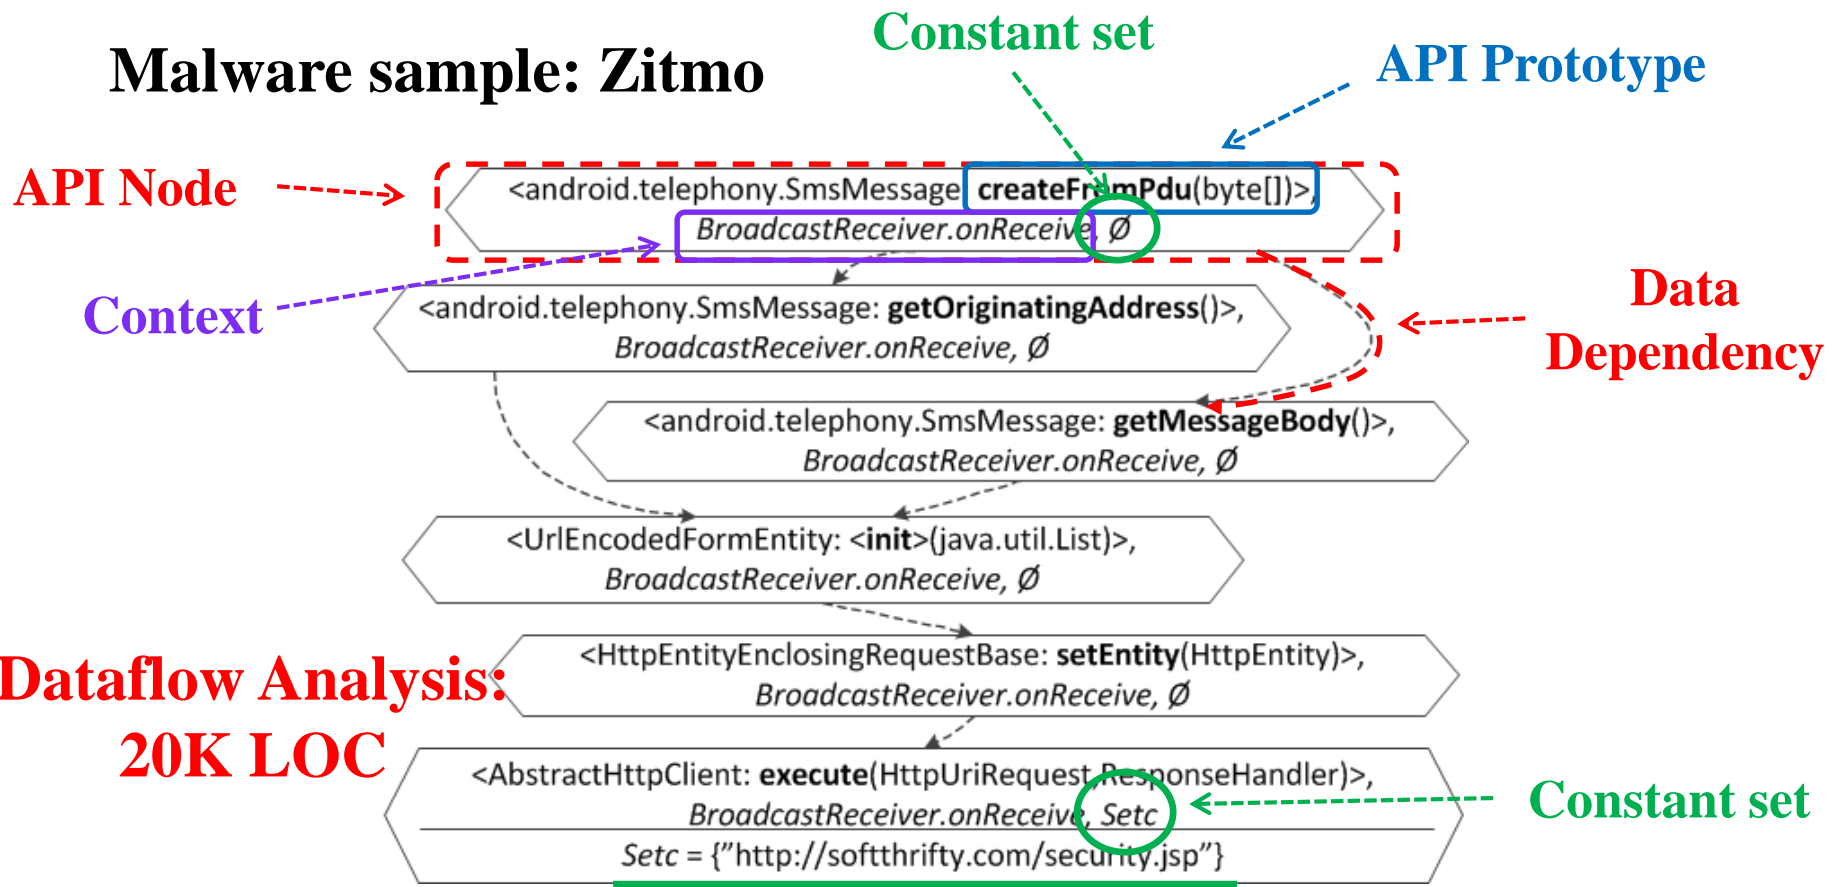 Constant set
Malware sample: Zitmo
API Prototype
API Node
<android.telephony.SmsMessage: createFromPdu(byte[])>,
BroadcastReceiver.onReceive, Ø
Context
<android.telephony.SmsMessage: getOriginatingAddress()>,
BroadcastReceiver.onReceive, Ø
Data
Dependency
<android.telephony.SmsMessage: getMessageBody()>,
BroadcastReceiver.onReceive, Ø
<UrlEncodedFormEntity: <init>(java.util.List)>,
BroadcastReceiver.onReceive, Ø
<HttpEntityEnclosingRequestBase: setEntity(HttpEntity)>,
BroadcastReceiver.onReceive, Ø
Dataflow Analysis:
20K LOC
<AbstractHttpClient: execute(HttpUriRequest,ResponseHandler)>,
BroadcastReceiver.onReceive, Setc
Constant set
Setc = {"http://softthrifty.com/security.jsp"}